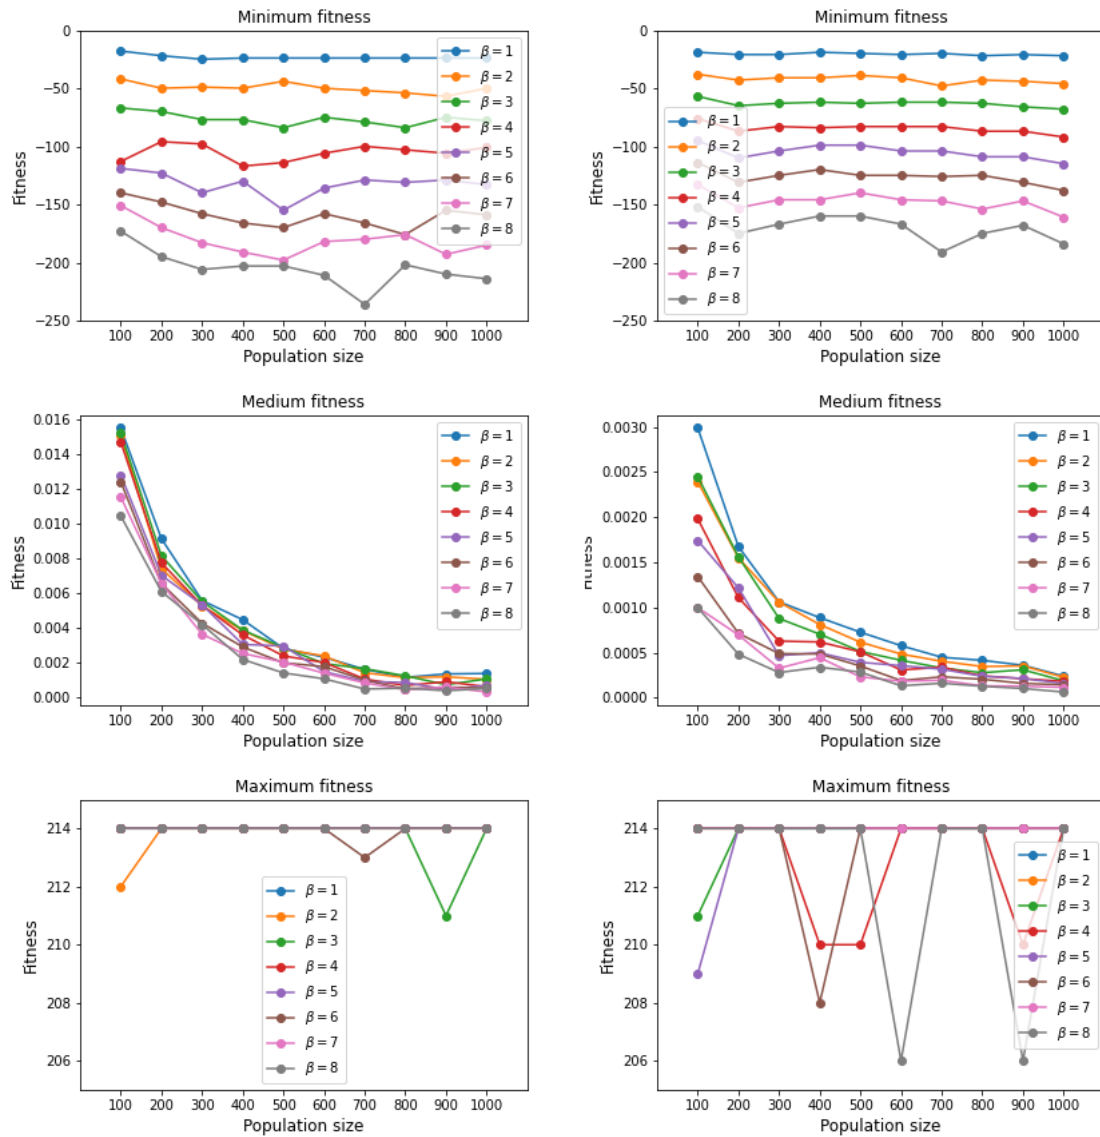 Minimum fitness
0
−50
−100
−150
−200
−250
Fitness
β = 1
β = 2
β = 3
β = 4
β = 5
β = 6
β = 7
β = 8
100 200 300 400 500 600 700 800 900 1000
Population size
Minimum fitness
0
−50
−100
−150
−200
−250
Fitness
β = 1
β = 2
β = 3
β = 4
β = 5
β = 6
β = 7
β = 8
100 200 300 400 500 600 700 800 900 1000
Population size
Medium fitness
0.016
0.014
0.012
0.010
0.008
0.006
0.004
0.002
0.000
Fitness
β = 1
β = 2
β = 3
β = 4
β = 5
β = 6
β = 7
β = 8
100 200 300 400 500 600 700 800 900 1000
Population size
Medium fitness
0.0030
0.0025
0.0020
0.0015
0.0010
0.0005
0.0000
β = 1
β = 2
β = 3
β = 4
β = 5
β = 6
β = 7
β = 8
100 200 300 400 500 600 700 800 900 1000
Population size
Maximum fitness
214
212
210
208
206
Fitness
β = 1
β = 2
β = 3
β = 4
β = 5
β = 6
β = 7
β = 8
100 200 300 400 500 600 700 800 900 1000
Population size
Maximum fitness
214
212
210
208
206
Fitness
β = 1
β = 2
β = 3
β = 4
β = 5
β = 6
β = 7
β = 8
100 200 300 400 500 600 700 800 900 1000
Population size